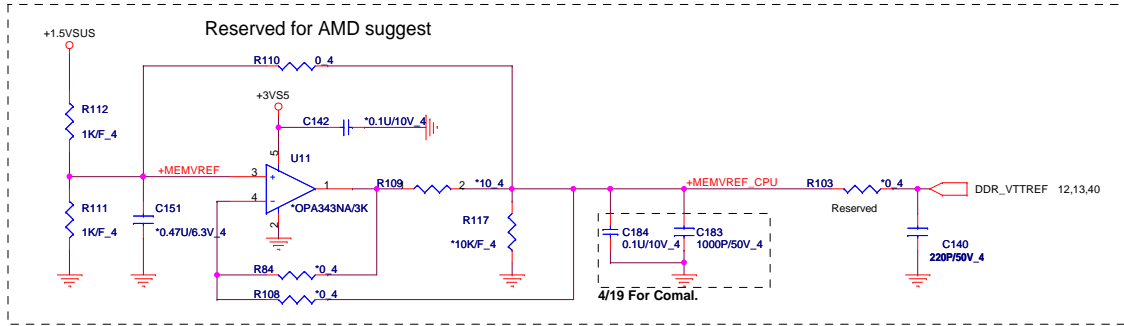 Reserved for AMD suggest
+1.5VSUS
R110 0_4
+3VS5
R112
1K/F_4
C142 *0.1U/10V_4
5
U11
+MEMVREF
3
+
1
R109 2 *10_4
+MEMVREF_CPU
R103 *0_4
DDR_VTTREF 12,13,40
4
-
Reserved
*OPA343NA/3K
2
R111
1K/F_4
C151
*0.47U/6.3V_4
R117
*10K/F_4
C184
0.1U/10V_4
C183
1000P/50V_4
C140
220P/50V_4
R84 *0_4
R108 *0_4
4/19 For Comal.